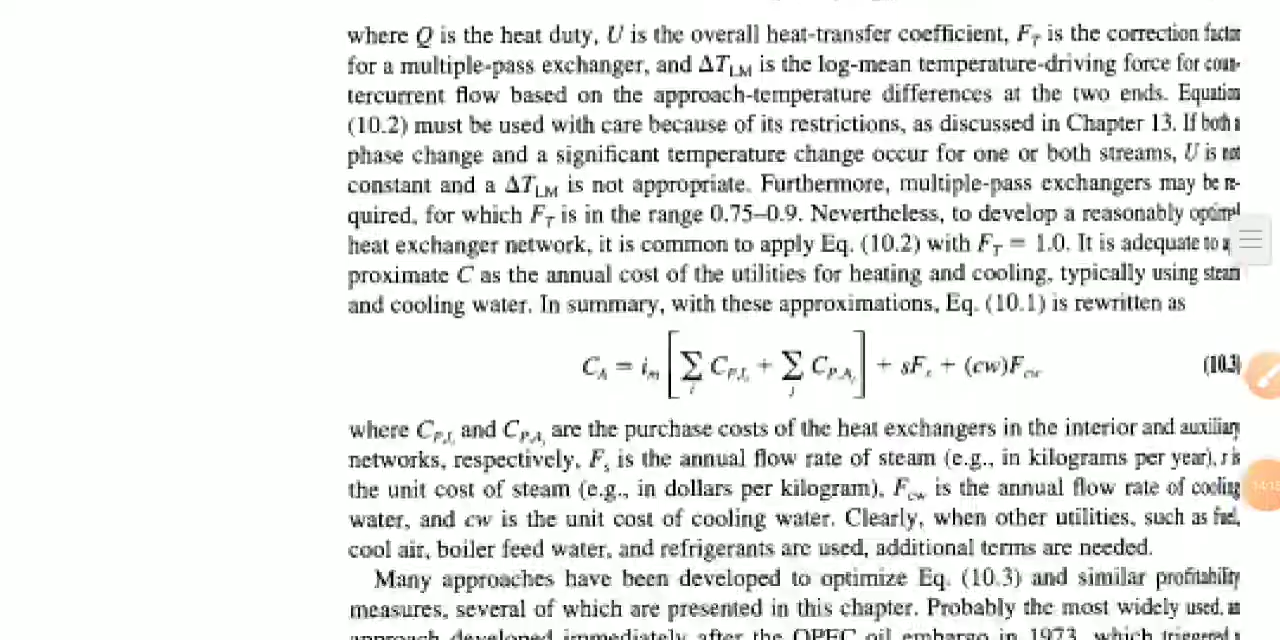 where Q is the heat duty, U is the overall heat-transfer coefficient, F_T is the correction factor
for a multiple-pass exchanger, and ΔT_LM is the log-mean temperature-driving force for coun-
tercurrent flow based on the approach-temperature differences at the two ends. Equation
(10.2) must be used with care because of its restrictions, as discussed in Chapter 13. If both a
phase change and a significant temperature change occur for one or both streams, U is not
constant and a ΔT_LM is not appropriate. Furthermore, multiple-pass exchangers may be re-
quired, for which F_T is in the range 0.75–0.9. Nevertheless, to develop a reasonably optimal
heat exchanger network, it is common to apply Eq. (10.2) with F_T = 1.0. It is adequate to
proximate C as the annual cost of the utilities for heating and cooling, typically using steam
and cooling water. In summary, with these approximations, Eq. (10.1) is rewritten as
C_A = i_m [∑_i C_{P,I_i} + ∑_j C_{P,A_j}] + sF_s + (cw)F_cw (10.3)
where C_{P,I_i} and C_{P,A_j} are the purchase costs of the heat exchangers in the interior and auxiliary
networks, respectively, F_s is the annual flow rate of steam (e.g., in kilograms per year), is
the unit cost of steam (e.g., in dollars per kilogram), F_cw is the annual flow rate of cooling
water, and cw is the unit cost of cooling water. Clearly, when other utilities, such as fuel,
cool air, boiler feed water, and refrigerants are used, additional terms are needed.
Many approaches have been developed to optimize Eq. (10.3) and similar profitability
measures, several of which are presented in this chapter. Probably the most widely used, an
approach developed immediately after the OPEC oil embargo in 1973, which triggered